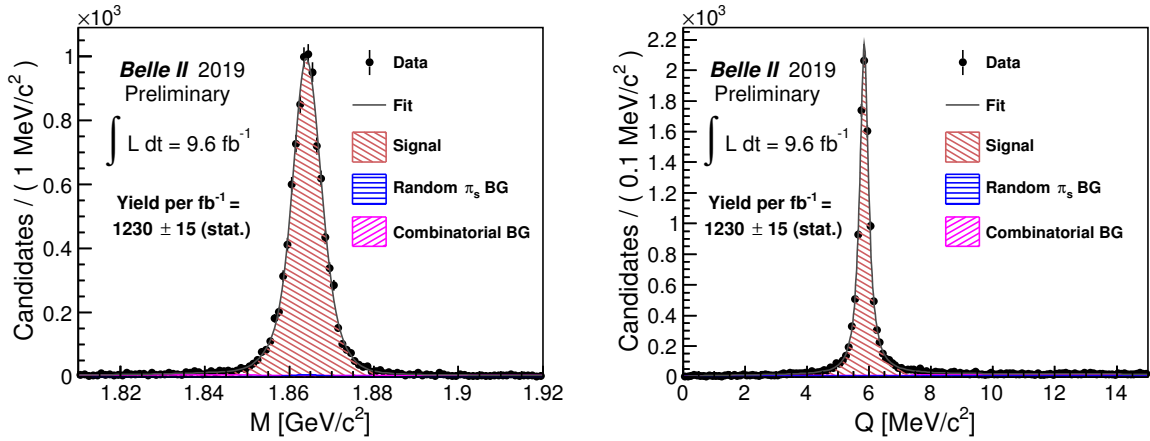 ×10³
Candidates / ( 1 MeV/c² )
1
0.8
0.6
0.4
0.2
0
Belle II 2019
Preliminary
∫ L dt = 9.6 fb⁻¹
Yield per fb⁻¹ =
1230 ± 15 (stat.)
Data
Fit
Signal
Random πₛ BG
Combinatorial BG
1.82 1.84 1.86 1.88 1.9 1.92
M [GeV/c²]
×10³
Candidates / ( 0.1 MeV/c² )
2.2
2
1.8
1.6
1.4
1.2
1
0.8
0.6
0.4
0.2
0
Belle II 2019
Preliminary
∫ L dt = 9.6 fb⁻¹
Yield per fb⁻¹ =
1230 ± 15 (stat.)
Data
Fit
Signal
Random πₛ BG
Combinatorial BG
0 2 4 6 8 10 12 14
Q [MeV/c²]